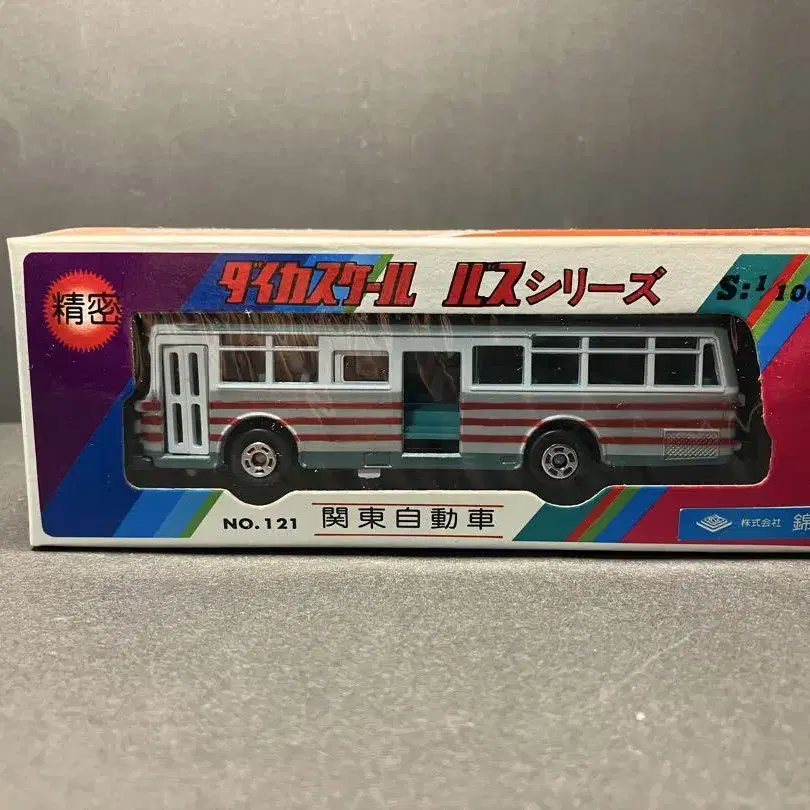 精密
ダイカスケール バスシリーズ
S:1/100
NO.121 関東自動車
株式会社 錦